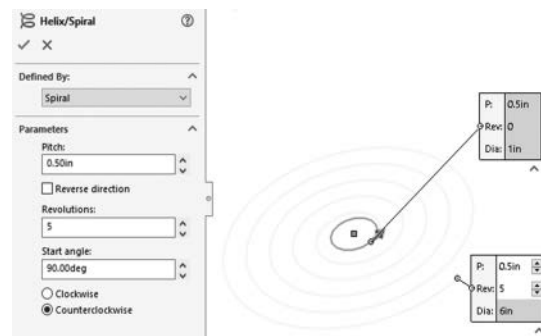 Helix/Spiral
Defined By:
Spiral
Parameters
Pitch:
0.50in
Reverse direction
Revolutions:
5
Start angle:
90.00deg
Clockwise
Counterclockwise
P: 0.5in
Rev: 0
Dia: 1in
P: 0.5in
Rev: 5
Dia: 6in